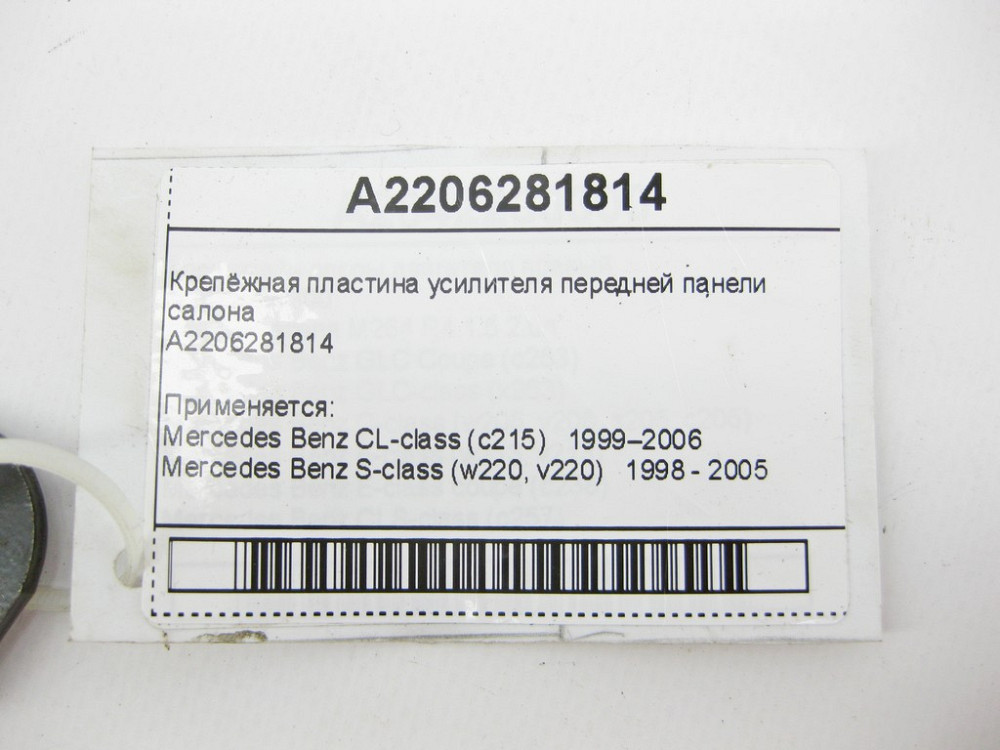 A2206281814
Крепёжная пластина усилителя передней панели
салона
A2206281814
Применяется:
Mercedes Benz CL-class (c215) 1999–2006
Mercedes Benz S-class (w220, v220) 1998 - 2005